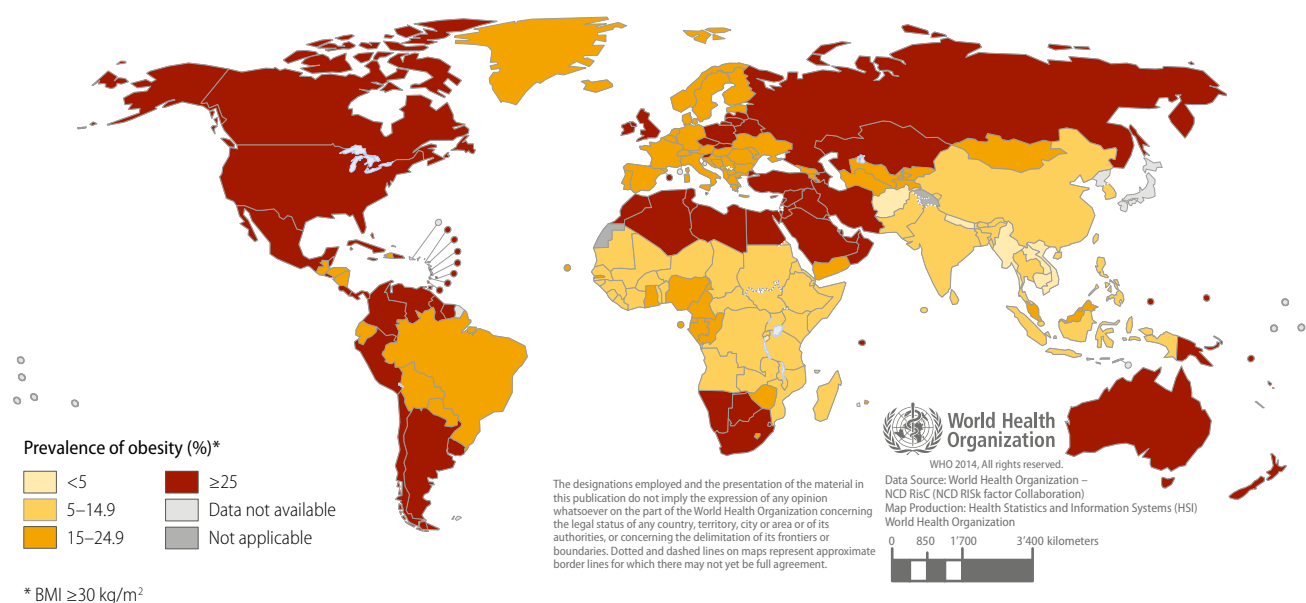 Prevalence of obesity (%)*
<5
5–14.9
15–24.9
≥25
Data not available
Not applicable
* BMI ≥30 kg/m²
The designations employed and the presentation of the material in
this publication do not imply the expression of any opinion
whatsoever on the part of the World Health Organization concerning
the legal status of any country, territory, city or area or of its
authorities, or concerning the delimitation of its frontiers or
boundaries. Dotted and dashed lines on maps represent approximate
border lines for which there may not yet be full agreement.
World Health
Organization
WHO 2014, All rights reserved.
Data Source: World Health Organization –
NCD RisC (NCD RISk factor Collaboration)
Map Production: Health Statistics and Information Systems (HSI)
World Health Organization
0 850 1'700 3'400 kilometers